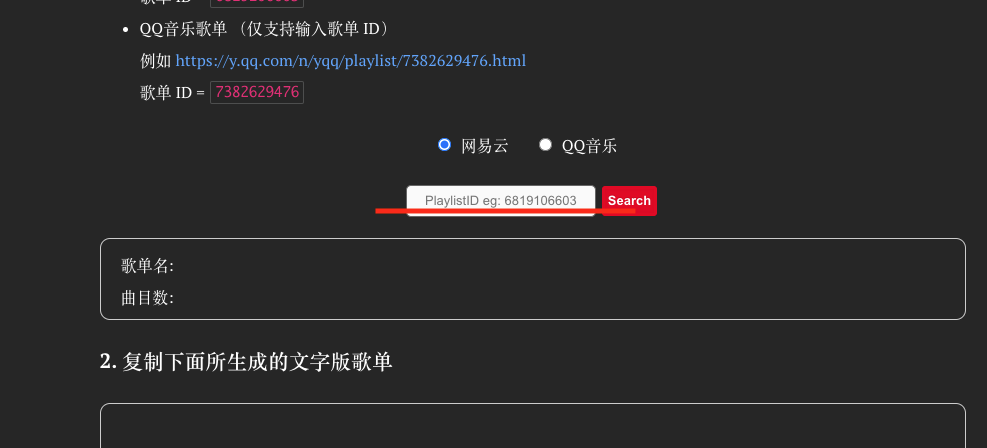 歌单 ID = 6819106603
QQ音乐歌单 （仅支持输入歌单 ID）
例如 https://y.qq.com/n/yqq/playlist/7382629476.html
歌单 ID = 7382629476
网易云 QQ音乐
PlaylistID eg: 6819106603 Search
歌单名:
曲目数:
2. 复制下面所生成的文字版歌单